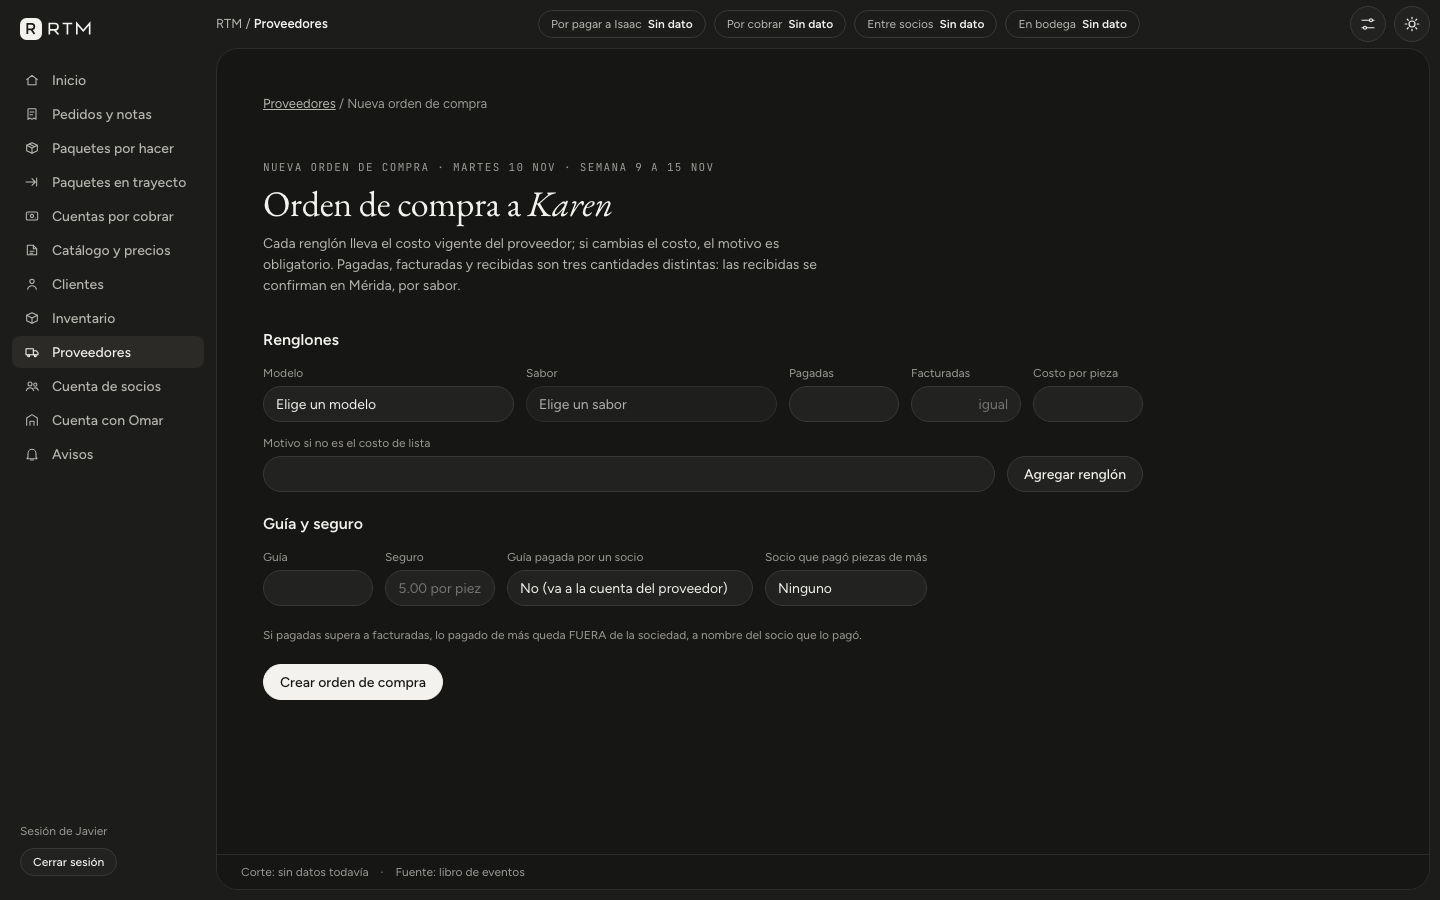 R RTM
RTM / Proveedores
Por pagar a Isaac Sin dato
Por cobrar Sin dato
Entre socios Sin dato
En bodega Sin dato
Inicio
Pedidos y notas
Paquetes por hacer
Paquetes en trayecto
Cuentas por cobrar
Catálogo y precios
Clientes
Inventario
Proveedores
Cuenta de socios
Cuenta con Omar
Avisos
Sesión de Javier
Cerrar sesión
Proveedores / Nueva orden de compra
NUEVA ORDEN DE COMPRA · MARTES 10 NOV · SEMANA 9 A 15 NOV
Orden de compra a Karen
Cada renglón lleva el costo vigente del proveedor; si cambias el costo, el motivo es
obligatorio. Pagadas, facturadas y recibidas son tres cantidades distintas: las recibidas se
confirman en Mérida, por sabor.
Renglones
Modelo Sabor Pagadas Facturadas Costo por pieza
Elige un modelo Elige un sabor igual
Motivo si no es el costo de lista
Agregar renglón
Guía y seguro
Guía Seguro Guía pagada por un socio Socio que pagó piezas de más
5.00 por piez No (va a la cuenta del proveedor) Ninguno
Si pagadas supera a facturadas, lo pagado de más queda FUERA de la sociedad, a nombre del socio que lo pagó.
Crear orden de compra
Corte: sin datos todavía · Fuente: libro de eventos